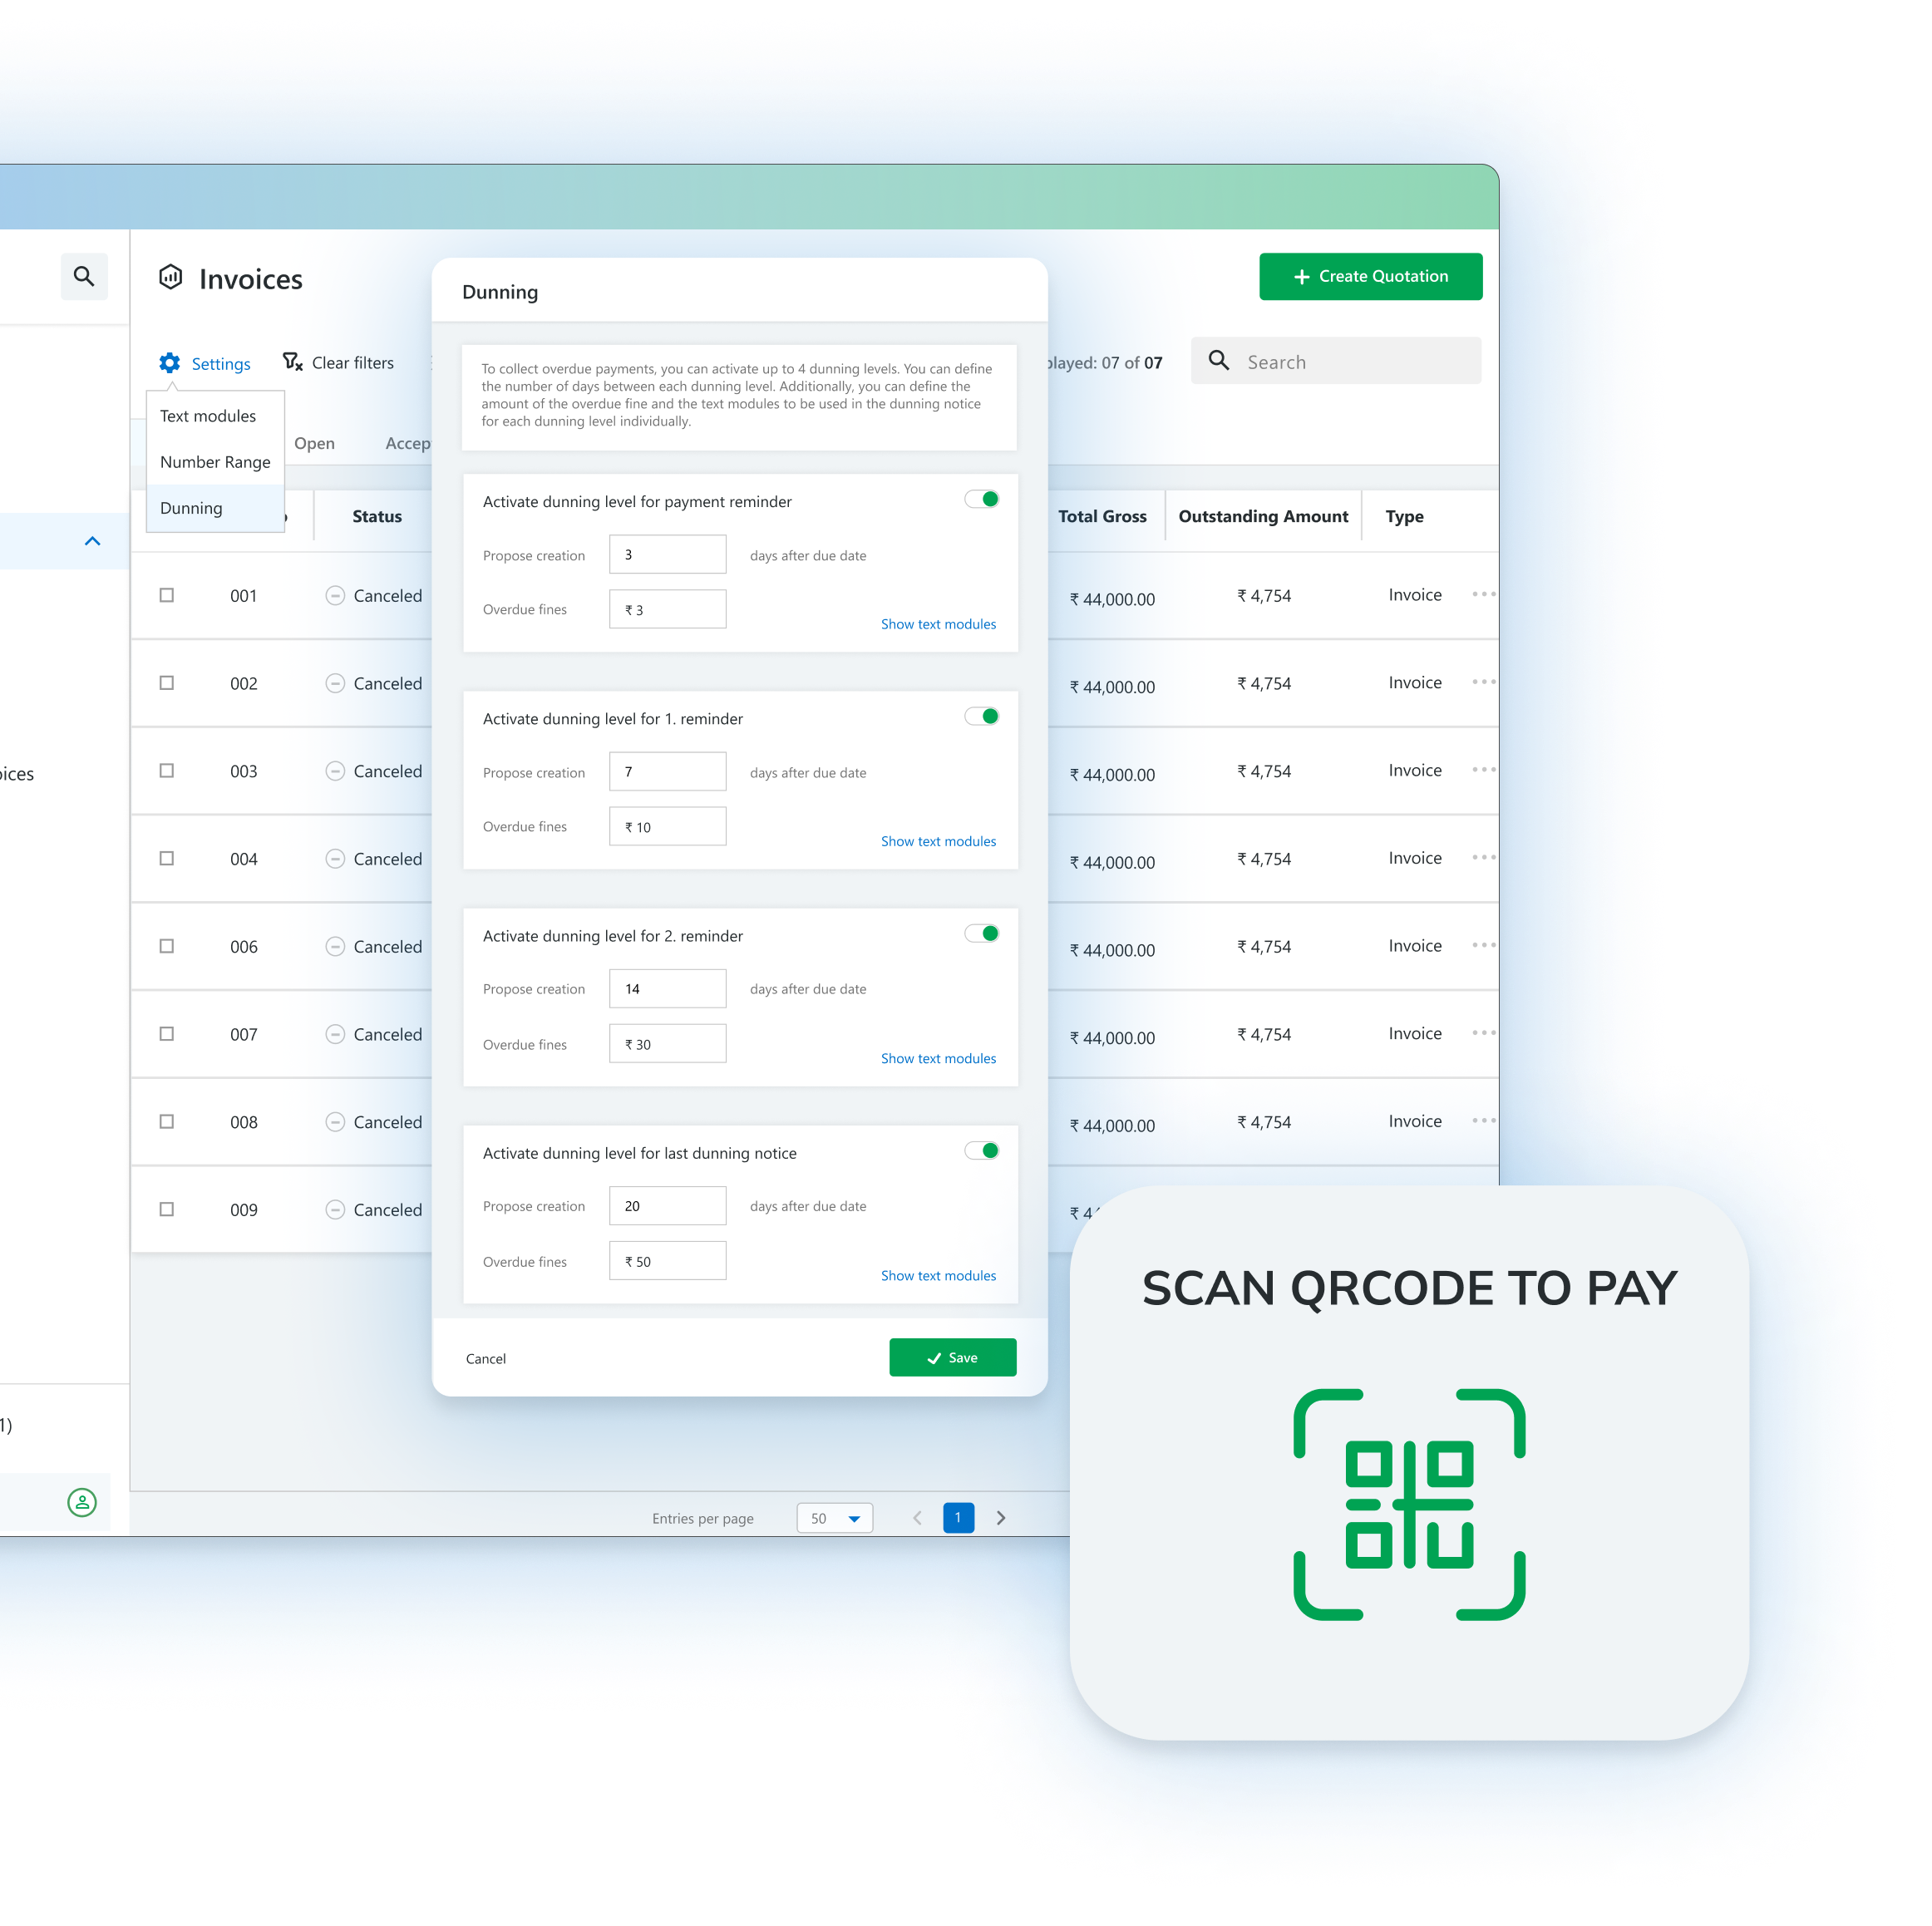 Invoices
Create Quotation
Settings
Clear filters
played: 07 of 07
Search
Text modules
Number Range
Dunning
Open
Accep
Status
Total Gross
Outstanding Amount
Type
001 Canceled ₹ 44,000.00 ₹ 4,754 Invoice
002 Canceled ₹ 44,000.00 ₹ 4,754 Invoice
003 Canceled ₹ 44,000.00 ₹ 4,754 Invoice
004 Canceled ₹ 44,000.00 ₹ 4,754 Invoice
006 Canceled ₹ 44,000.00 ₹ 4,754 Invoice
007 Canceled ₹ 44,000.00 ₹ 4,754 Invoice
008 Canceled ₹ 44,000.00 ₹ 4,754 Invoice
009 Canceled ₹ 4
oices
1)
Dunning
To collect overdue payments, you can activate up to 4 dunning levels. You can define
the number of days between each dunning level. Additionally, you can define the
amount of the overdue fine and the text modules to be used in the dunning notice
for each dunning level individually.
Activate dunning level for payment reminder
Propose creation 3 days after due date
Overdue fines ₹ 3
Show text modules
Activate dunning level for 1. reminder
Propose creation 7 days after due date
Overdue fines ₹ 10
Show text modules
Activate dunning level for 2. reminder
Propose creation 14 days after due date
Overdue fines ₹ 30
Show text modules
Activate dunning level for last dunning notice
Propose creation 20 days after due date
Overdue fines ₹ 50
Show text modules
Cancel
Save
Entries per page 50 1
SCAN QRCODE TO PAY